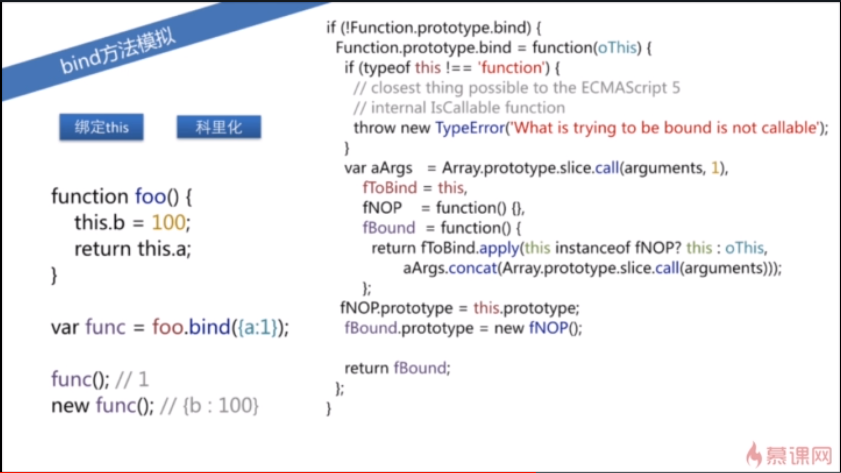 bind方法模拟
绑定this
科里化
function foo() {
this.b = 100;
return this.a;
}
var func = foo.bind({a:1});
func(); // 1
new func(); // {b : 100}
if (!Function.prototype.bind) {
Function.prototype.bind = function(oThis) {
if (typeof this !== 'function') {
// closest thing possible to the ECMAScript 5
// internal IsCallable function
throw new TypeError('What is trying to be bound is not callable');
}
var aArgs = Array.prototype.slice.call(arguments, 1),
fToBind = this,
fNOP = function() {},
fBound = function() {
return fToBind.apply(this instanceof fNOP? this : oThis,
aArgs.concat(Array.prototype.slice.call(arguments)));
};
fNOP.prototype = this.prototype;
fBound.prototype = new fNOP();
return fBound;
};
}
慕课网